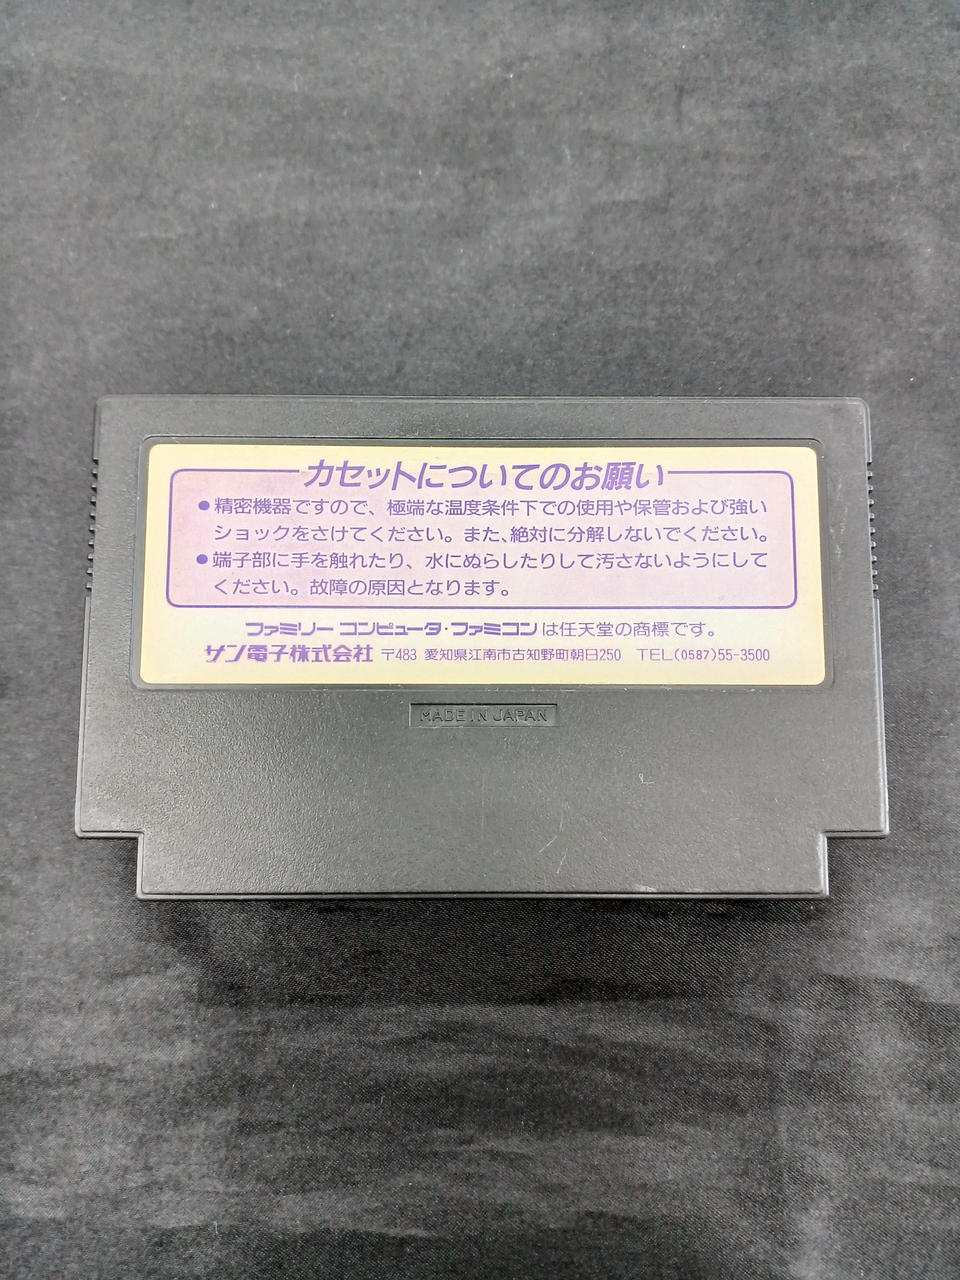 カセットについてのお願い
●精密機器ですので、極端な温度条件下での使用や保管および強い
ショックをさけてください。また、絶対に分解しないでください。
●端子部に手を触れたり、水にぬらしたりして汚さないようにして
ください。故障の原因となります。
ファミリーコンピュータ・ファミコンは任天堂の商標です。
サン電子株式会社 〒483 愛知県江南市古知野町朝日250 TEL(0587)55-3500
MADE IN JAPAN